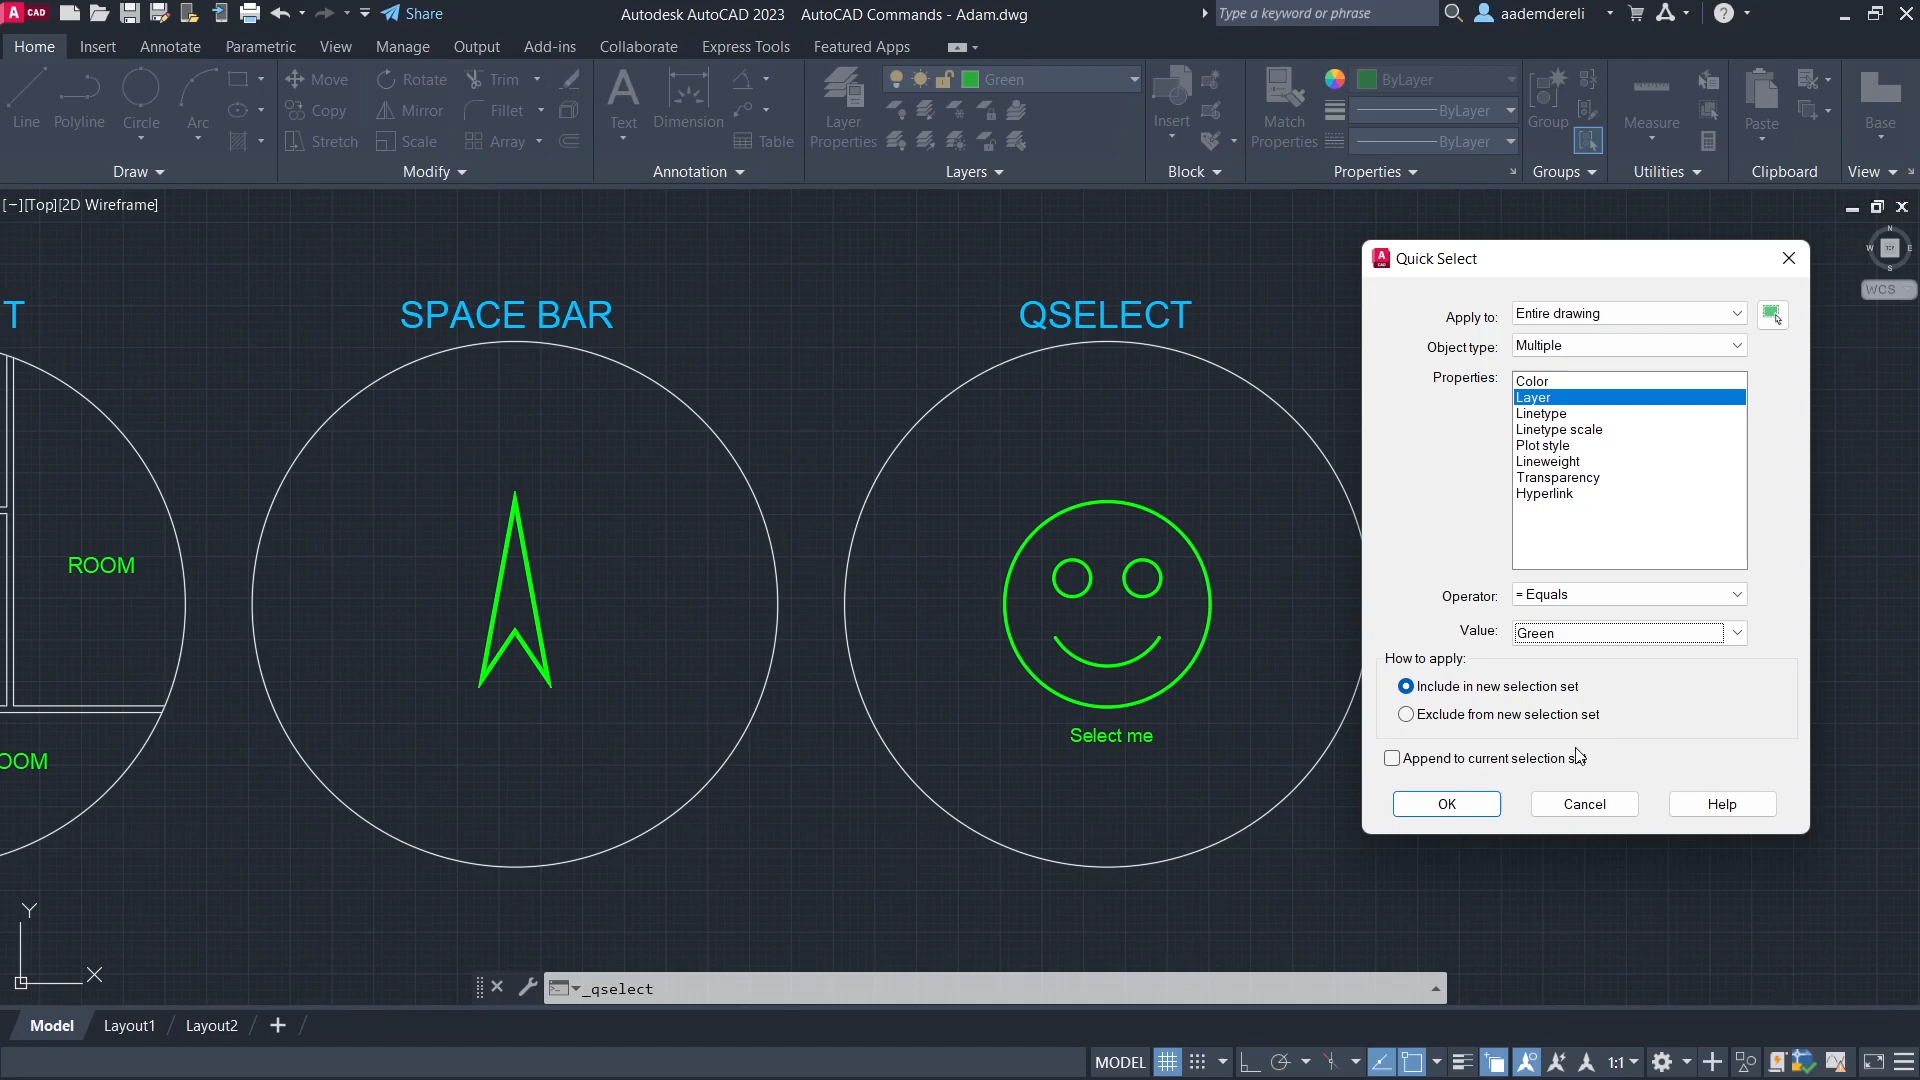 A CAD
Share
Autodesk AutoCAD 2023 AutoCAD Commands - Adam.dwg
Type a keyword or phrase
aademdereli
Home Insert Annotate Parametric View Manage Output Add-ins Collaborate Express Tools Featured Apps
Line Polyline Circle Arc
Move Rotate Trim
Copy Mirror Fillet
Stretch Scale Array
Text Dimension
Table
Layer Properties
Green
Insert
Match Properties
ByLayer
ByLayer
ByLayer
Group
Measure
Paste
Base
Draw Modify Annotation Layers Block Properties Groups Utilities Clipboard View
[−][Top][2D Wireframe]
N
W TOP E
S
WCS
T
SPACE BAR
QSELECT
ROOM
OOM
Select me
A CAD
Quick Select
Apply to: Entire drawing
Object type: Multiple
Properties: Color
Layer
Linetype
Linetype scale
Plot style
Lineweight
Transparency
Hyperlink
Operator: = Equals
Value: Green
How to apply:
Include in new selection set
Exclude from new selection set
Append to current selection set
OK Cancel Help
Y
X
_qselect
Model Layout1 Layout2 +
MODEL 1:1